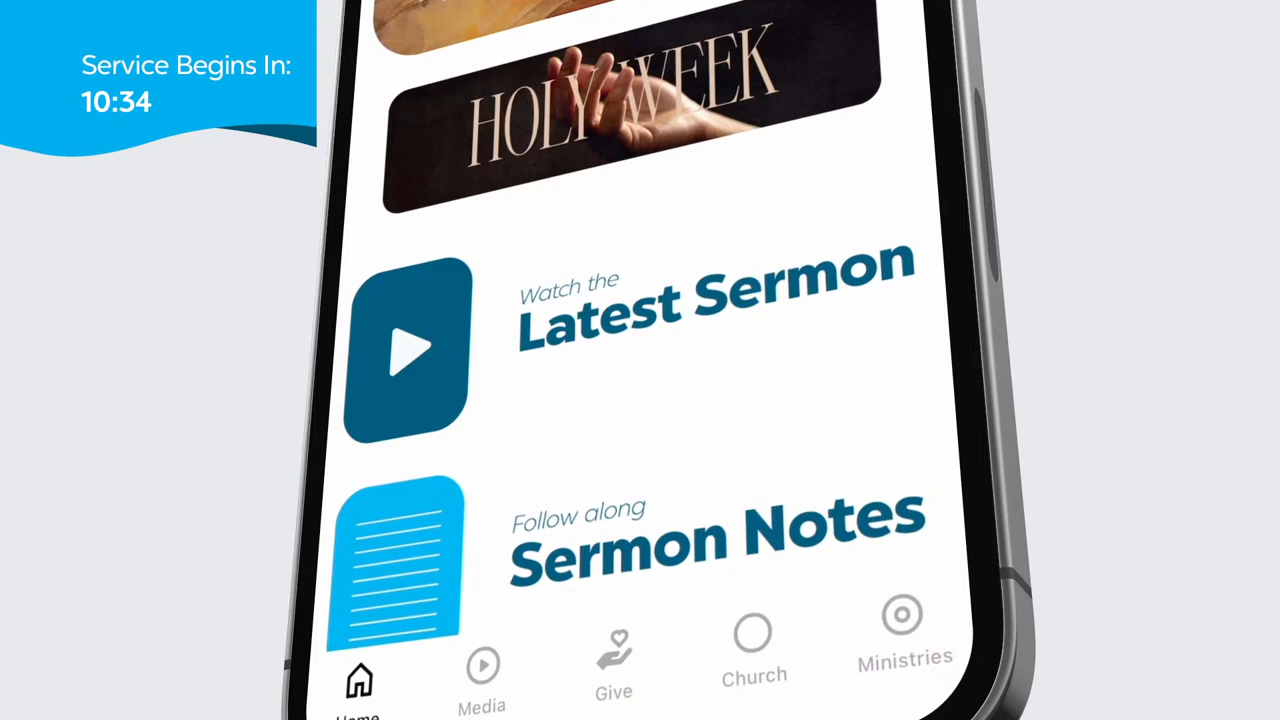 Service Begins In:
10:34
HOLY WEEK
Watch the
Latest Sermon
Follow along
Sermon Notes
Home
Media
Give
Church
Ministries